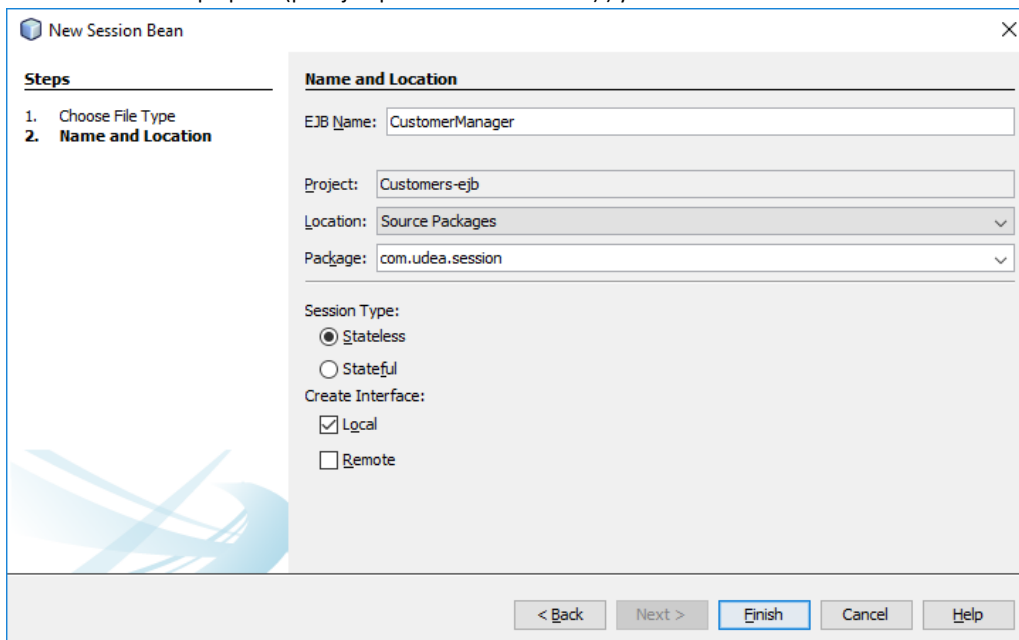 New Session Bean
Steps
1. Choose File Type
2. Name and Location
Name and Location
EJB Name: CustomerManager
Project: Customers-ejb
Location: Source Packages
Package: com.udea.session
Session Type:
Stateless
Stateful
Create Interface:
Local
Remote
< Back Next > Finish Cancel Help